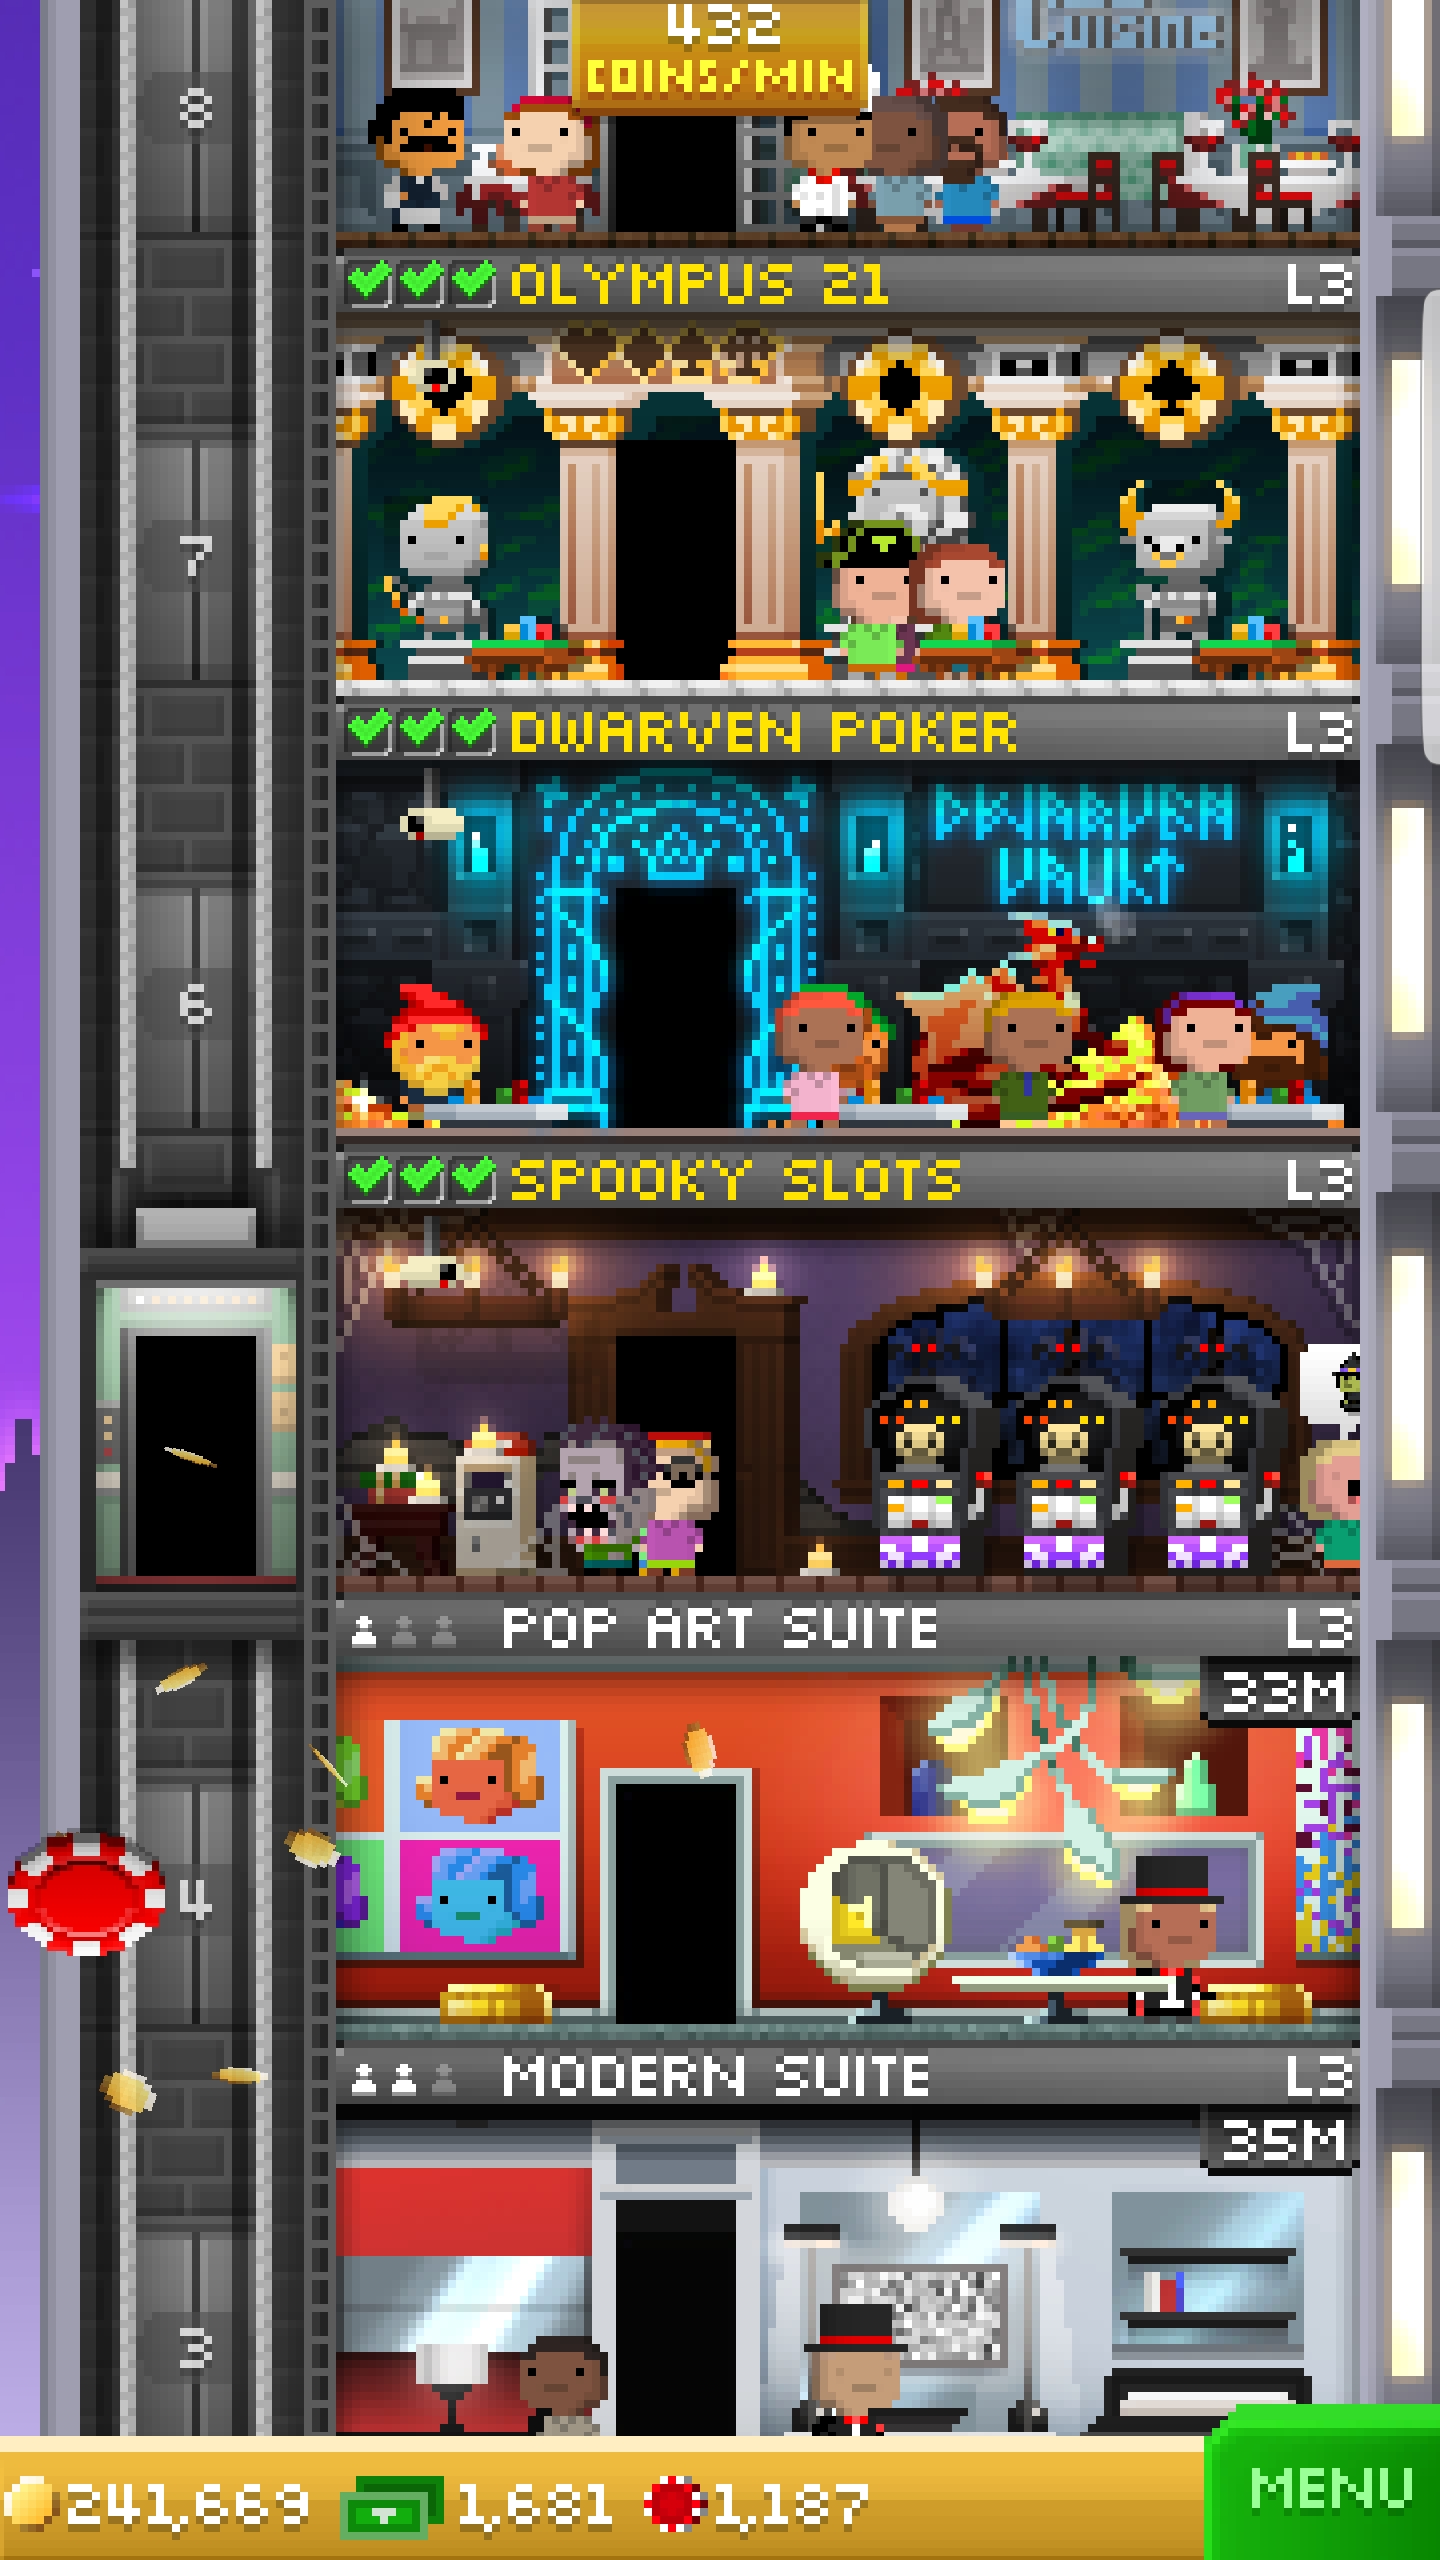 432
COINS/MIN
Cuisine
8
OLYMPUS 21 L3
7
DWARVEN POKER L3
DWARVEN
VAULT
6
SPOOKY SLOTS L3
POP ART SUITE L3
33M
4
MODERN SUITE L3
35M
3
241,669 1,681 1,187
MENU